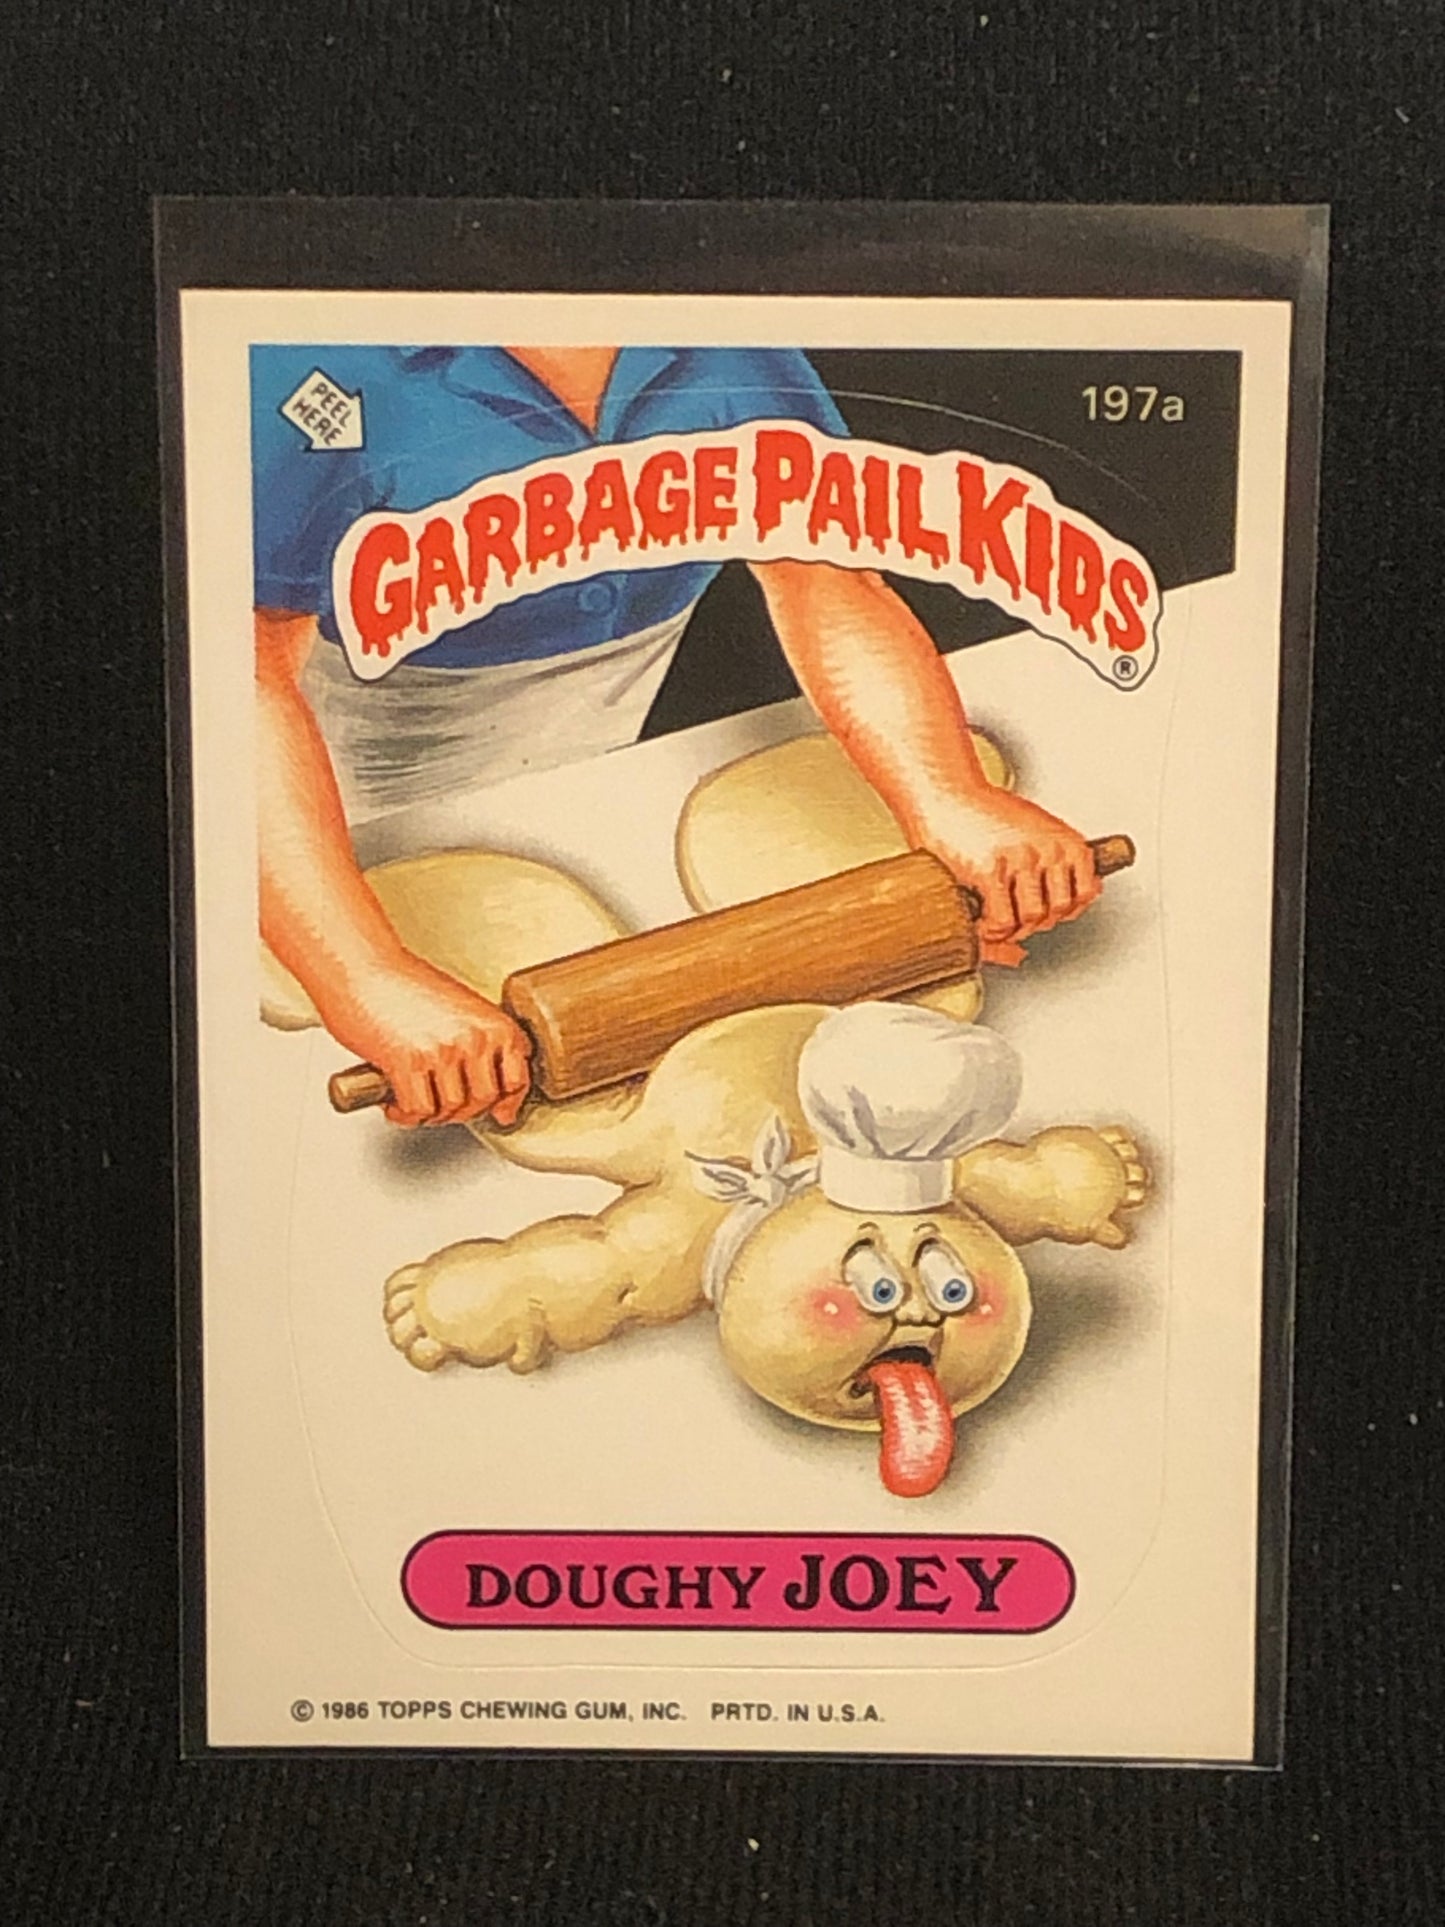 PEEL
HERE
197a
GARBAGE PAIL KIDS
®
DOUGHY JOEY
© 1986 TOPPS CHEWING GUM, INC. PRTD. IN U.S.A.